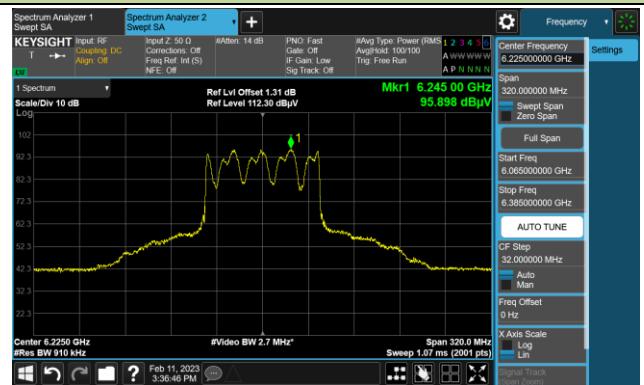 Spectrum Analyzer 1
Swept SA
Spectrum Analyzer 2
Swept SA
Frequency
KEYSIGHT
Input: RF
Coupling: DC
Align: Off
Input Z: 50 Ω
Corrections: Off
Freq Ref: Int (S)
NFE: Off
#Atten: 14 dB
PNO: Fast
Gate: Off
IF Gain: Low
Sig Track: Off
#Avg Type: Power (RMS
Avg|Hold: 100/100
Trig: Free Run
1 2 3 4 5 6
A W W W W W
A P N N N N
T
1 Spectrum
Scale/Div 10 dB
Log
Ref Lvl Offset 1.31 dB
Ref Level 112.30 dBµV
Mkr1 6.245 00 GHz
95.898 dBµV
1
102
92.3
82.3
72.3
62.3
52.3
42.3
32.3
22.3
Center 6.2250 GHz
#Res BW 910 kHz
#Video BW 2.7 MHz*
Span 320.0 MHz
Sweep 1.07 ms (2001 pts)
Feb 11, 2023
3:36:46 PM
Center Frequency
6.225000000 GHz
Settings
Span
320.000000 MHz
Swept Span
Zero Span
Full Span
Start Freq
6.065000000 GHz
Stop Freq
6.385000000 GHz
AUTO TUNE
CF Step
32.000000 MHz
Auto
Man
Freq Offset
0 Hz
X Axis Scale
Log
Lin
Signal Track
(Span Zoom)